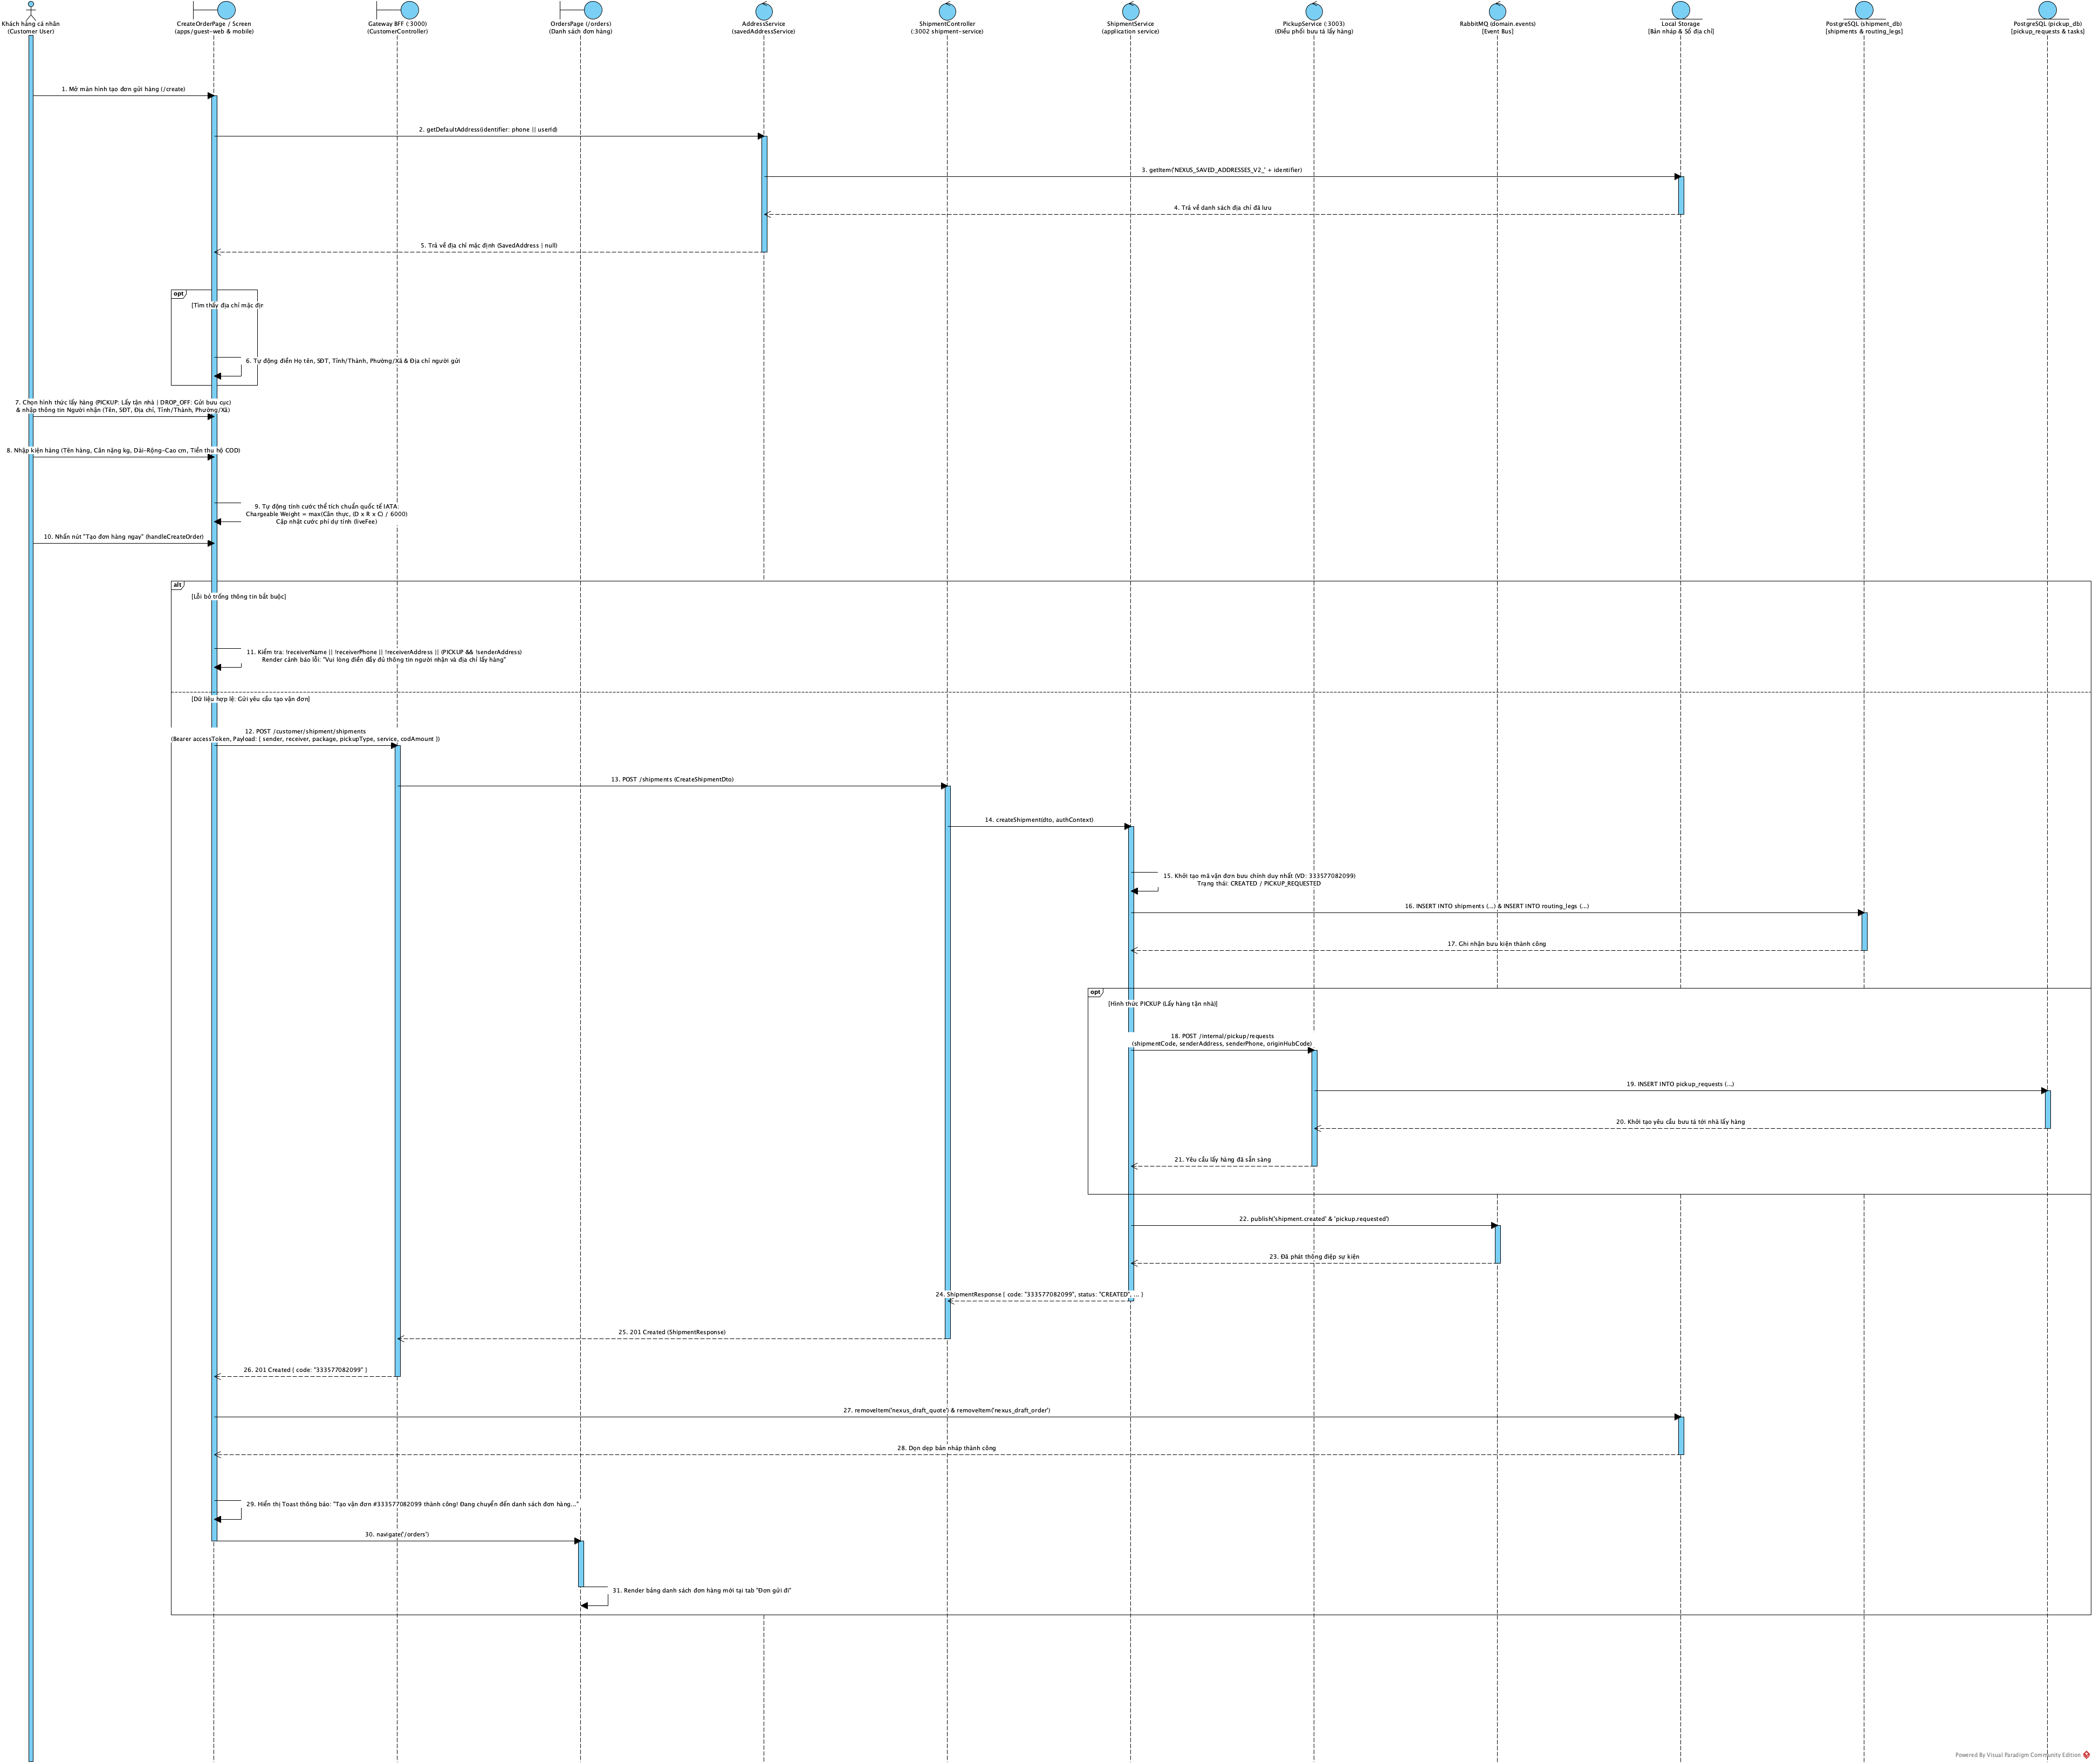 Khách hàng cá nhân
(Customer User)
CreateOrderPage / Screen
(apps/guest-web & mobile)
Gateway BFF (:3000)
(CustomerController)
OrdersPage (/orders)
(Danh sách đơn hàng)
AddressService
(savedAddressService)
ShipmentController
(:3002 shipment-service)
ShipmentService
(application service)
PickupService (:3003)
(Điều phối bưu tá lấy hàng)
RabbitMQ (domain.events)
[Event Bus]
Local Storage
[Bản nháp & Sổ địa chỉ]
PostgreSQL (shipment_db)
[shipments & routing_legs]
PostgreSQL (pickup_db)
[pickup_requests & tasks]
1. Mở màn hình tạo đơn gửi hàng (/create)
2. getDefaultAddress(identifier: phone || userId)
3. getItem('NEXUS_SAVED_ADDRESSES_V2_' + identifier)
4. Trả về danh sách địa chỉ đã lưu
5. Trả về địa chỉ mặc định (SavedAddress | null)
opt
[Tìm thấy địa chỉ mặc địn
6. Tự động điền Họ tên, SĐT, Tỉnh/Thành, Phường/Xã & Địa chỉ người gửi
7. Chọn hình thức lấy hàng (PICKUP: Lấy tận nhà | DROP_OFF: Gửi bưu cục)
& nhập thông tin Người nhận (Tên, SĐT, Địa chỉ, Tỉnh/Thành, Phường/Xã)
8. Nhập kiện hàng (Tên hàng, Cân nặng kg, Dài-Rộng-Cao cm, Tiền thu hộ COD)
9. Tự động tính cước thể tích chuẩn quốc tế IATA:
Chargeable Weight = max(Cân thực, (D x R x C) / 6000)
Cập nhật cước phí dự tính (liveFee)
10. Nhấn nút "Tạo đơn hàng ngay" (handleCreateOrder)
alt
[Lỗi bỏ trống thông tin bắt buộc]
11. Kiểm tra: !receiverName || !receiverPhone || !receiverAddress || (PICKUP && !senderAddress)
Render cảnh báo lỗi: "Vui lòng điền đầy đủ thông tin người nhận và địa chỉ lấy hàng"
[Dữ liệu hợp lệ: Gửi yêu cầu tạo vận đơn]
12. POST /customer/shipment/shipments
(Bearer accessToken, Payload: { sender, receiver, package, pickupType, service, codAmount })
13. POST /shipments (CreateShipmentDto)
14. createShipment(dto, authContext)
15. Khởi tạo mã vận đơn bưu chính duy nhất (VD: 333577082099)
Trạng thái: CREATED / PICKUP_REQUESTED
16. INSERT INTO shipments (...) & INSERT INTO routing_legs (...)
17. Ghi nhận bưu kiện thành công
opt
[Hình thức PICKUP (Lấy hàng tận nhà)]
18. POST /internal/pickup/requests
(shipmentCode, senderAddress, senderPhone, originHubCode)
19. INSERT INTO pickup_requests (...)
20. Khởi tạo yêu cầu bưu tá tới nhà lấy hàng
21. Yêu cầu lấy hàng đã sẵn sàng
22. publish('shipment.created' & 'pickup.requested')
23. Đã phát thông điệp sự kiện
24. ShipmentResponse { code: "333577082099", status: "CREATED", ... }
25. 201 Created (ShipmentResponse)
26. 201 Created { code: "333577082099" }
27. removeItem('nexus_draft_quote') & removeItem('nexus_draft_order')
28. Dọn dẹp bản nháp thành công
29. Hiển thị Toast thông báo: "Tạo vận đơn #333577082099 thành công! Đang chuyển đến danh sách đơn hàng..."
30. navigate('/orders')
31. Render bảng danh sách đơn hàng mới tại tab "Đơn gửi đi"
Powered By Visual Paradigm Community Edition